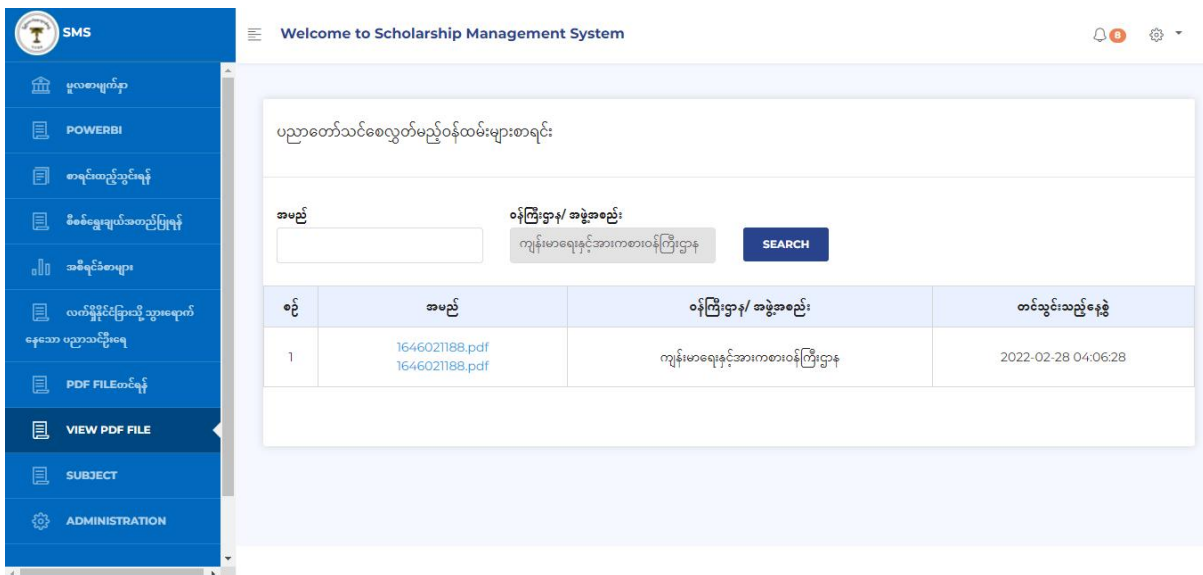 SMS
Welcome to Scholarship Management System
8
မူလစာမျက်နှာ
POWERBI
စာရင်းထည့်သွင်းရန်
စီစစ်ရွေးချယ်အတည်ပြုရန်
အစီရင်ခံစာများ
လက်ရှိနိုင်ငံခြားသို့ သွားရောက်
နေသော ပညာသင်ဦးရေ
PDF FILEတင်ရန်
VIEW PDF FILE
SUBJECT
ADMINISTRATION
ပညာတော်သင်စေလွှတ်မည့်ဝန်ထမ်းများစာရင်း
အမည်
ဝန်ကြီးဌာန/ အဖွဲ့အစည်း
ကျန်းမာရေးနှင့်အားကစားဝန်ကြီးဌာန
SEARCH
စဉ် အမည် ဝန်ကြီးဌာန/ အဖွဲ့အစည်း တင်သွင်းသည့်နေ့စွဲ
1 1646021188.pdf ကျန်းမာရေးနှင့်အားကစားဝန်ကြီးဌာန 2022-02-28 04:06:28
1646021188.pdf